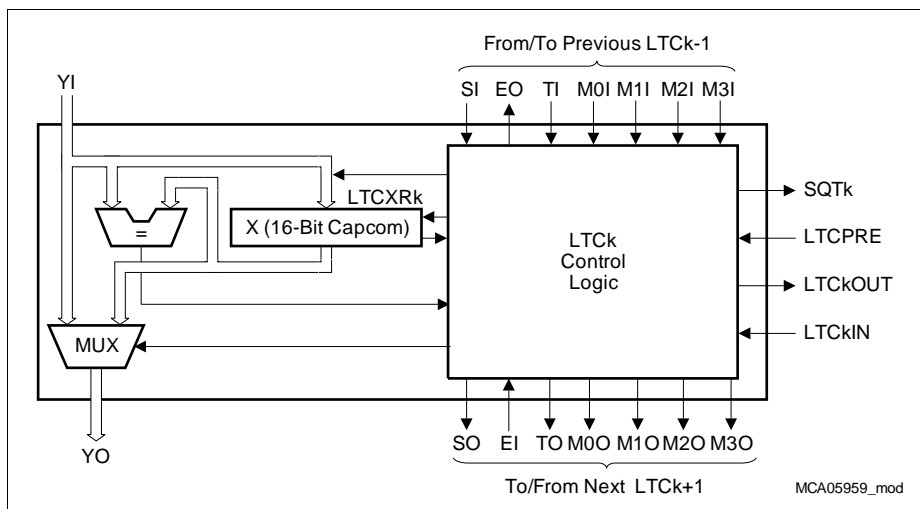 From/To Previous LTCk-1
YI
SI EO TI M0I M1I M2I M3I
LTCXRk
X (16-Bit Capcom)
=
MUX
LTCk
Control
Logic
SQTk
LTCPRE
LTCkOUT
LTCkIN
YO
SO EI TO M0O M1O M2O M3O
To/From Next LTCk+1
MCA05959_mod